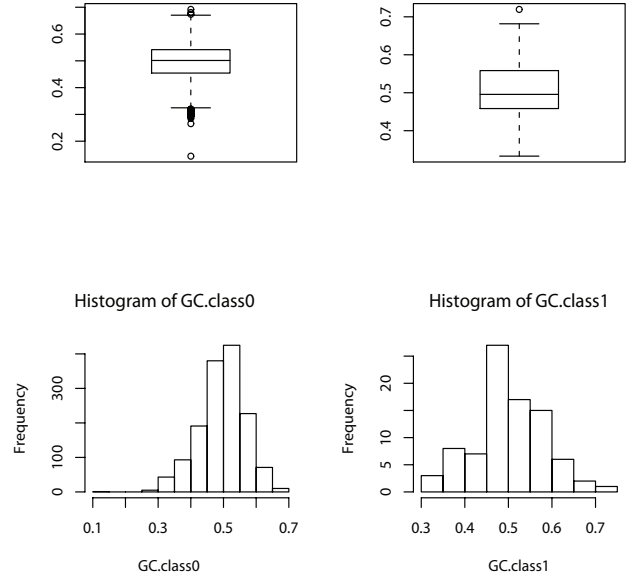 0.2 0.4 0.6
0.4 0.5 0.6 0.7
Histogram of GC.class0
Frequency
0 100 300
0.1 0.3 0.5 0.7
GC.class0
Histogram of GC.class1
Frequency
0 5 10 20
0.3 0.4 0.5 0.6 0.7
GC.class1